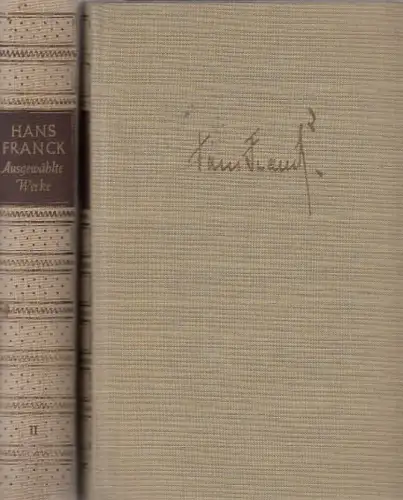 HANS
FRANCK
Ausgewählte
Werke
II
Hans Franck.